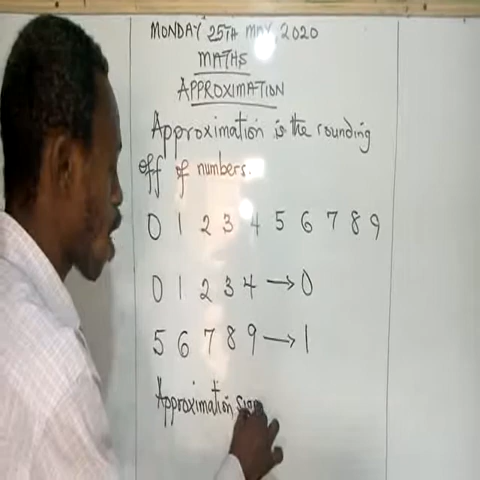 MONDAY 25TH MAY 2020
MATHS
APPROXIMATION
Approximation is the rounding
off of numbers.
0 1 2 3 4 5 6 7 8 9
0 1 2 3 4 → 0
5 6 7 8 9 → 1
Approximation